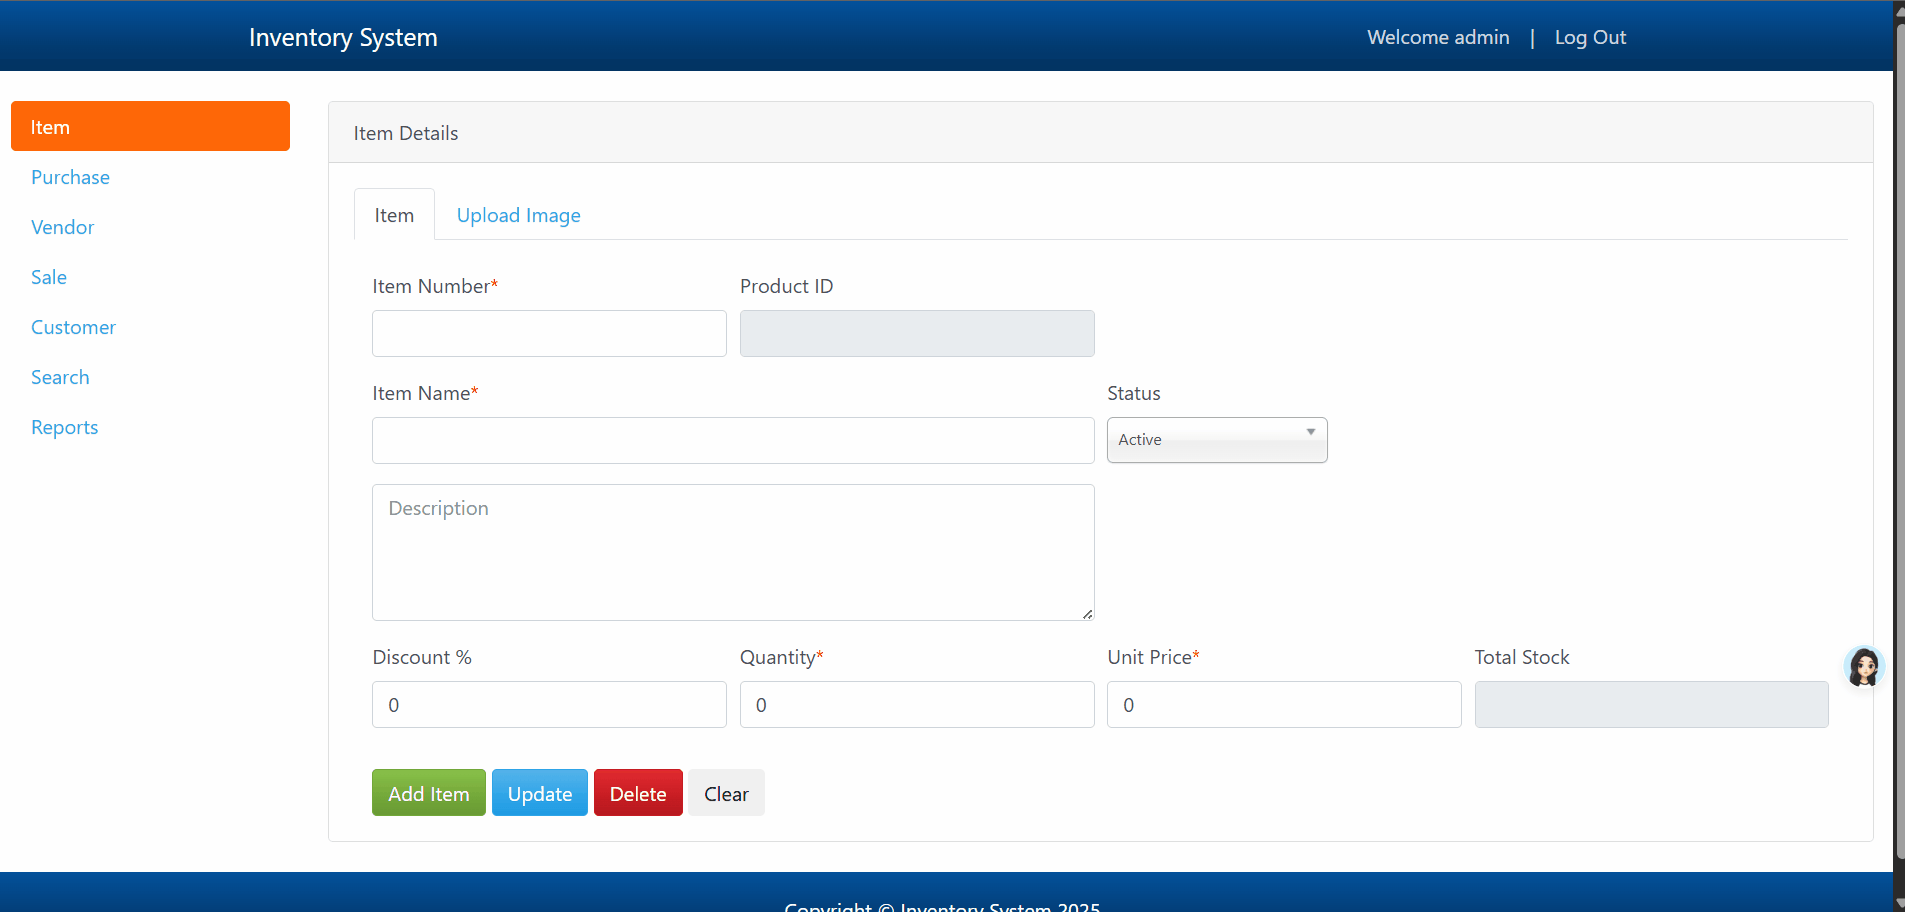 Inventory System
Welcome admin | Log Out
Item
Purchase
Vendor
Sale
Customer
Search
Reports
Item Details
Item Upload Image
Item Number* Product ID
Item Name* Status
Active
Description
Discount % Quantity* Unit Price* Total Stock
0 0 0
Add Item Update Delete Clear
Copyright © Inventory System 2025